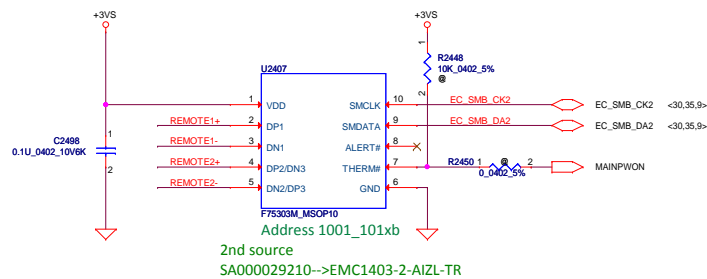 +3VS
+3VS
U2407
R2448
10K_0402_5%
@
1
2
1 VDD
SMCLK 10
EC_SMB_CK2
EC_SMB_CK2 <30,35,9>
REMOTE1+
2 DP1
SMDATA 9
EC_SMB_DA2
EC_SMB_DA2 <30,35,9>
C2498
0.1U_0402_10V6K
1
2
REMOTE1-
3 DN1
ALERT# 8
REMOTE2+
4 DP2/DN3
THERM# 7
R2450 1 @ 2
0_0402_5%
MAINPWON
REMOTE2-
5 DN2/DP3
GND 6
F75303M_MSOP10
Address 1001_101xb
2nd source
SA000029210-->EMC1403-2-AIZL-TR